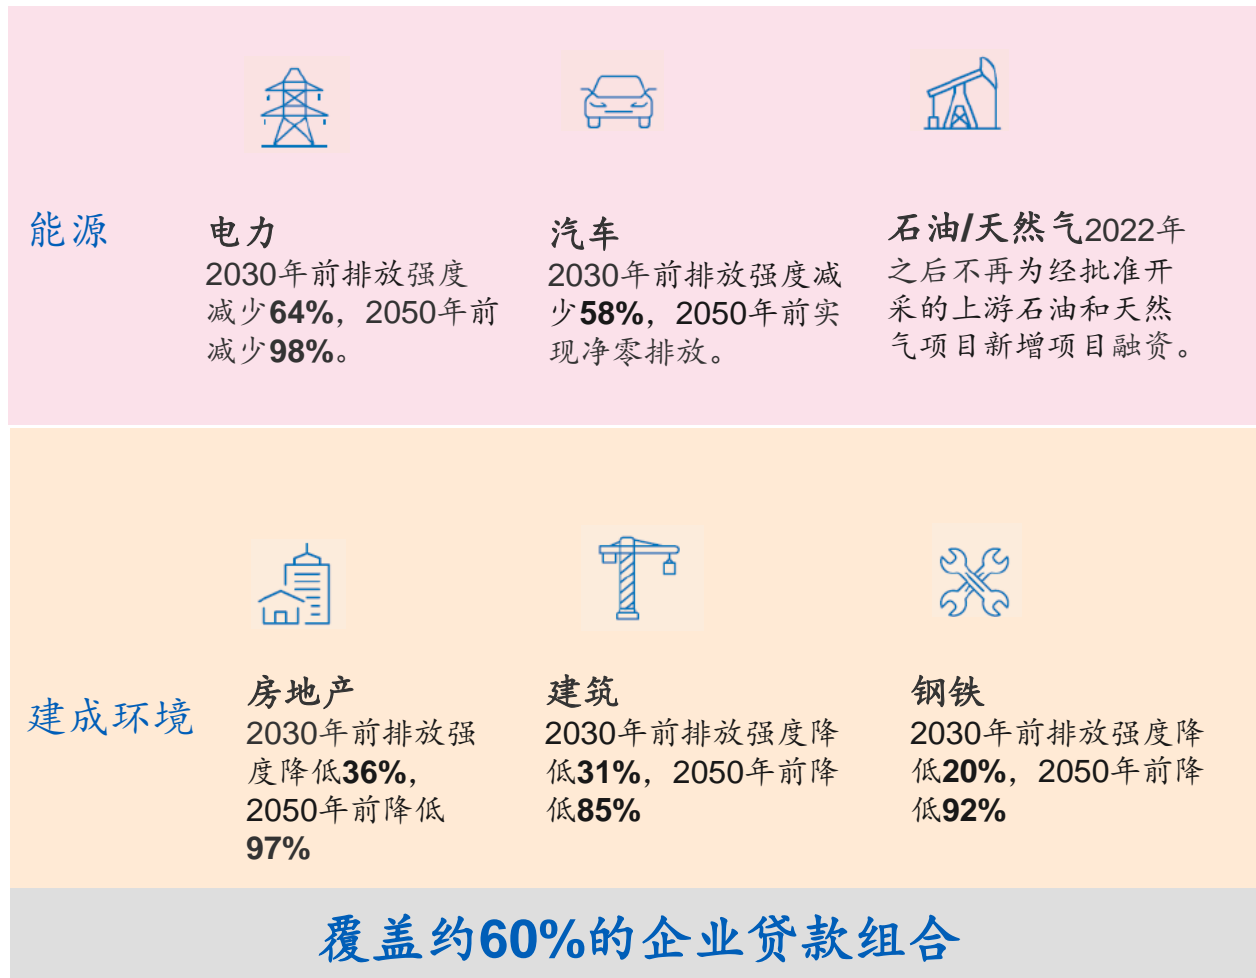 能源
电力
2030年前排放强度
减少64%，2050年前
减少98%。
汽车
2030年前排放强度减
少58%，2050年前实
现净零排放。
石油/天然气2022年
之后不再为经批准开
采的上游石油和天然
气项目新增项目融资。
建成环境
房地产
2030年前排放强
度降低36%，
2050年前降低
97%
建筑
2030年前排放强度降
低31%，2050年前降
低85%
钢铁
2030年前排放强度降
低20%，2050年前降
低92%
覆盖约60%的企业贷款组合